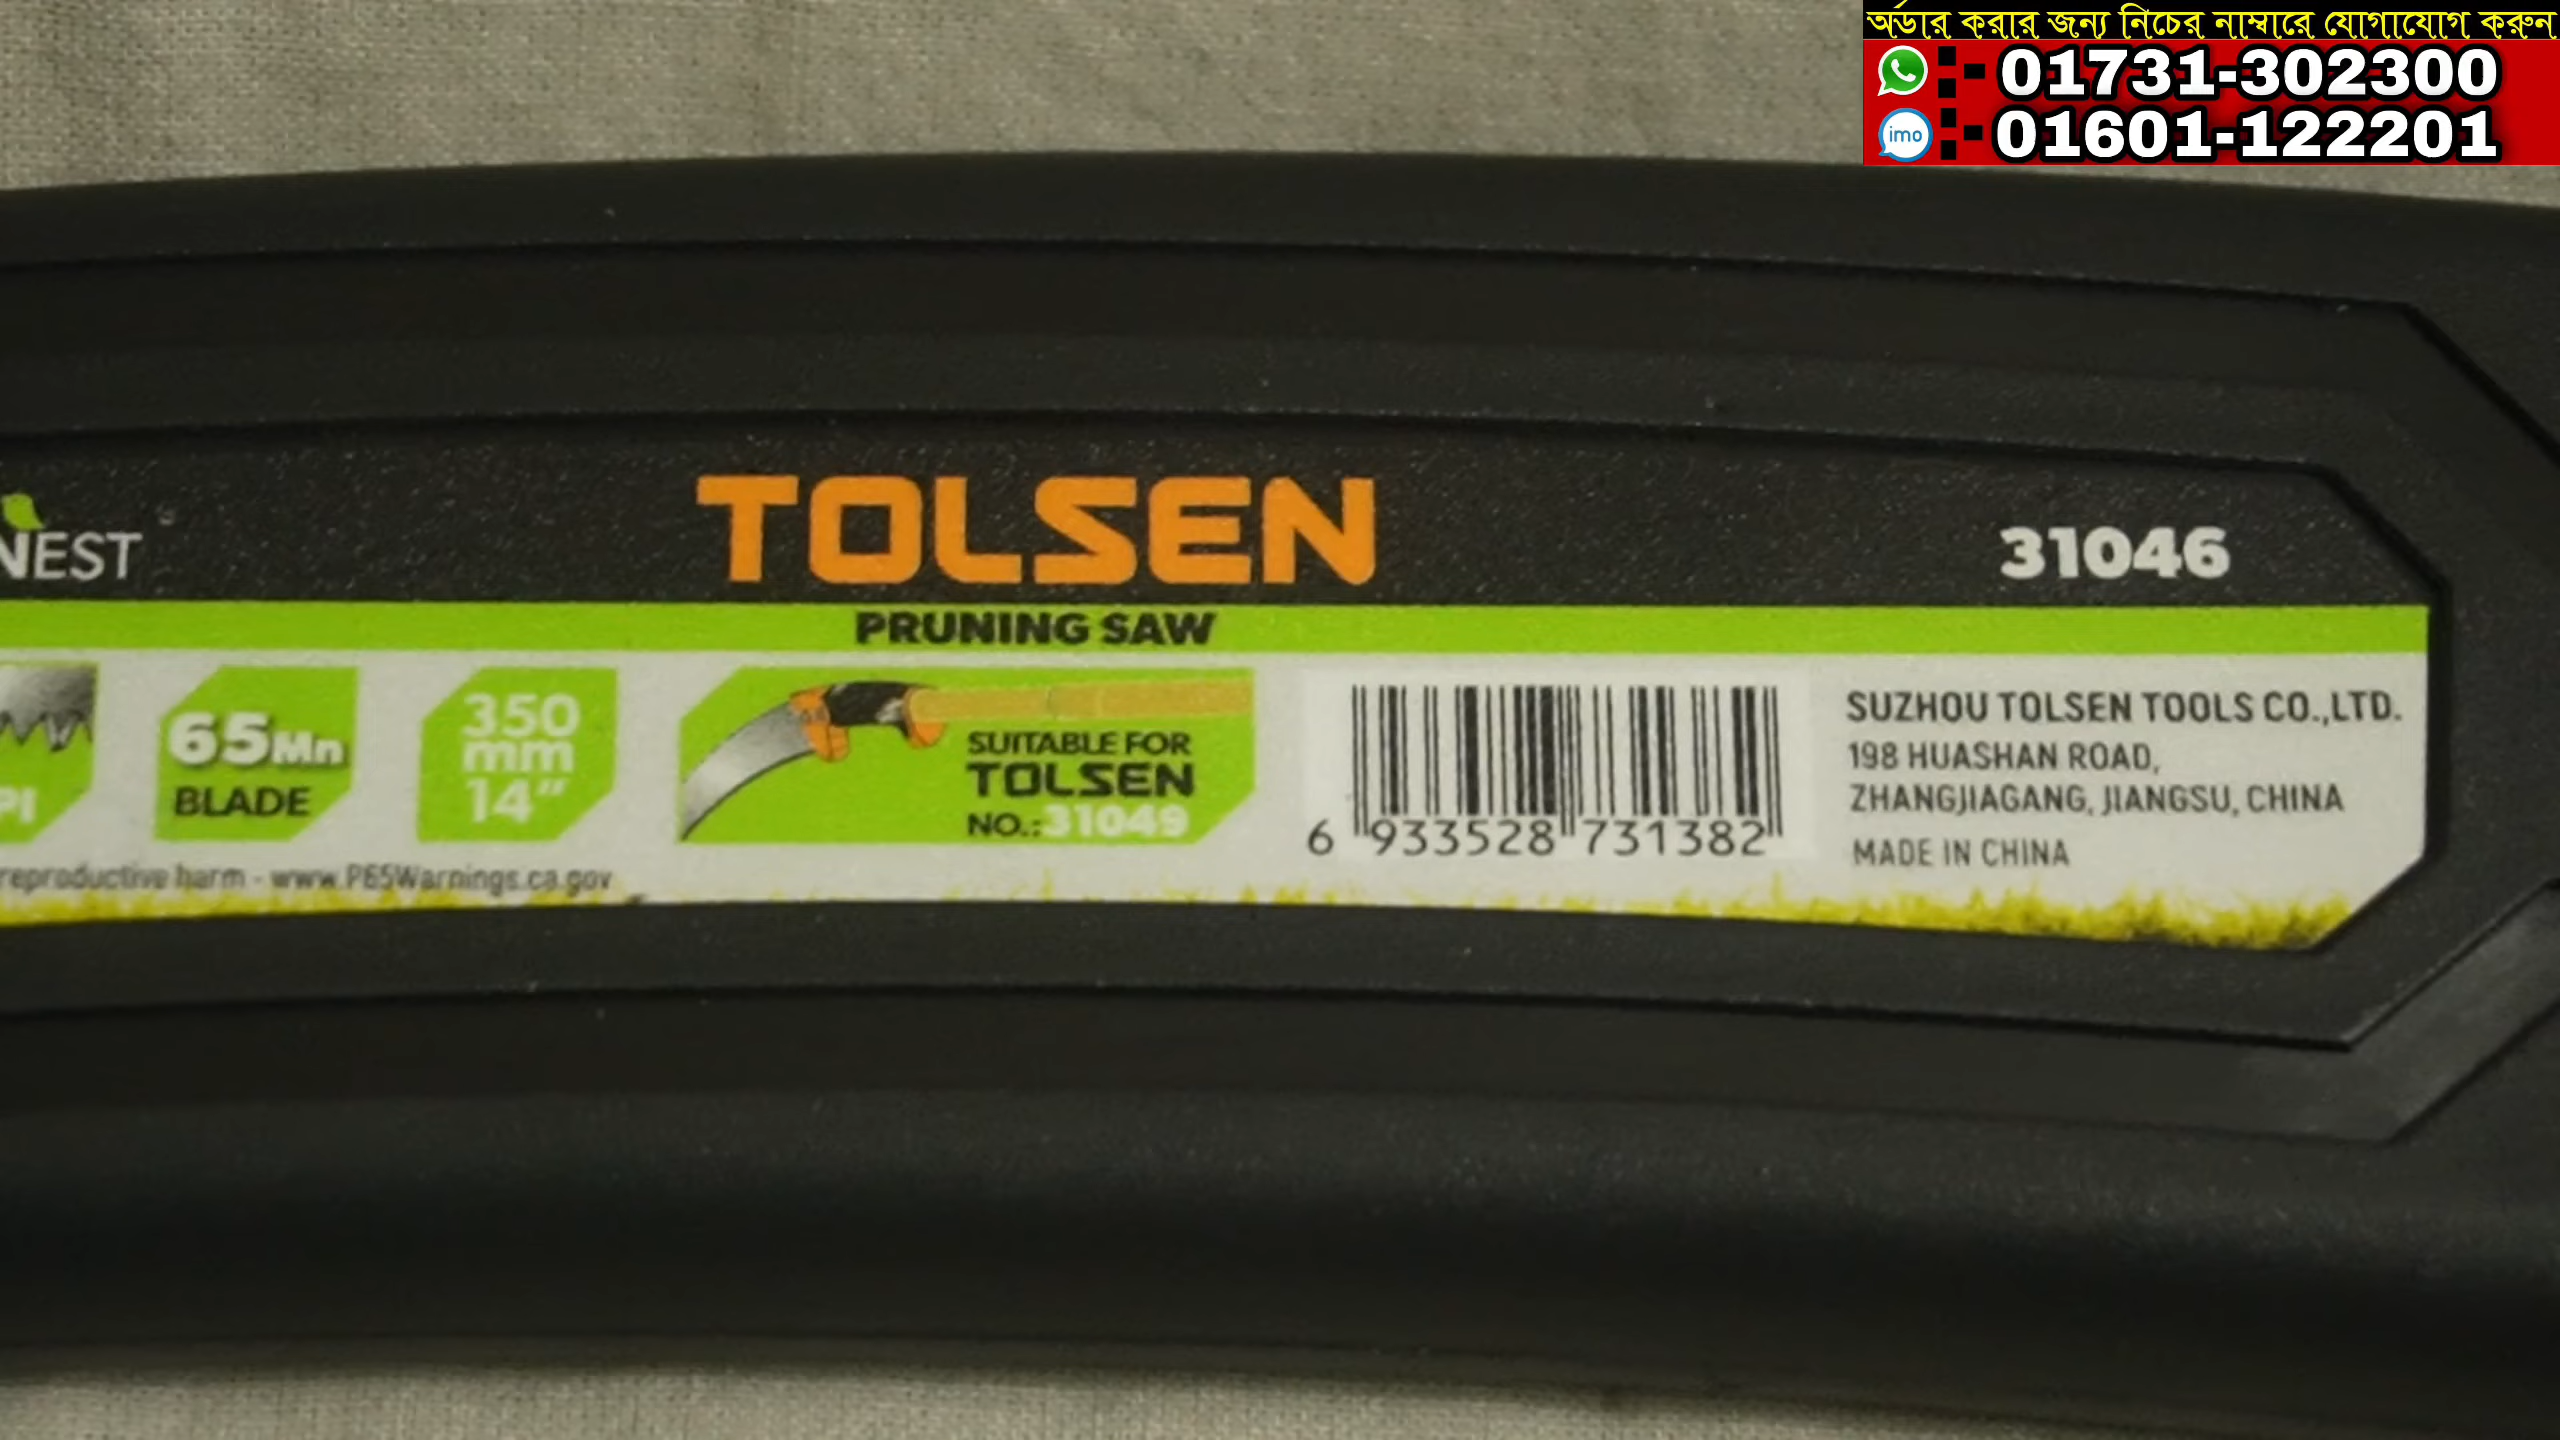 অর্ডার করার জন্য নিচের নাম্বারে যোগাযোগ করুন
:- 01731-302300
imo :- 01601-122201
NEST
TOLSEN
31046
PRUNING SAW
PI
65Mn
BLADE
350
mm
14"
SUITABLE FOR
TOLSEN
NO.:31049
6 933528 731382
SUZHOU TOLSEN TOOLS CO.,LTD.
198 HUASHAN ROAD,
ZHANGJIAGANG, JIANGSU, CHINA
MADE IN CHINA
reproductive harm - www.P65Warnings.ca.gov